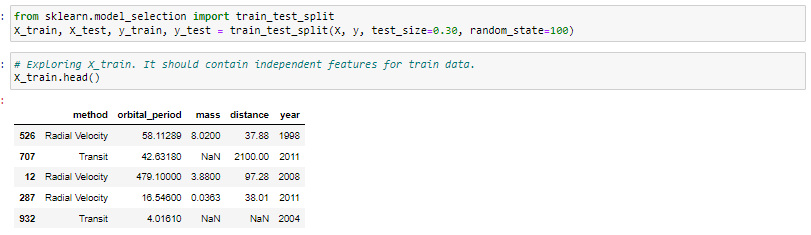 : from sklearn.model_selection import train_test_split
X_train, X_test, y_train, y_test = train_test_split(X, y, test_size=0.30, random_state=100)
: # Exploring X_train. It should contain independent features for train data.
X_train.head()
:
method orbital_period mass distance year
526 Radial Velocity 58.11289 8.0200 37.88 1998
707 Transit 42.63180 NaN 2100.00 2011
12 Radial Velocity 479.10000 3.8800 97.28 2008
287 Radial Velocity 16.54600 0.0363 38.01 2011
932 Transit 4.01610 NaN NaN 2004